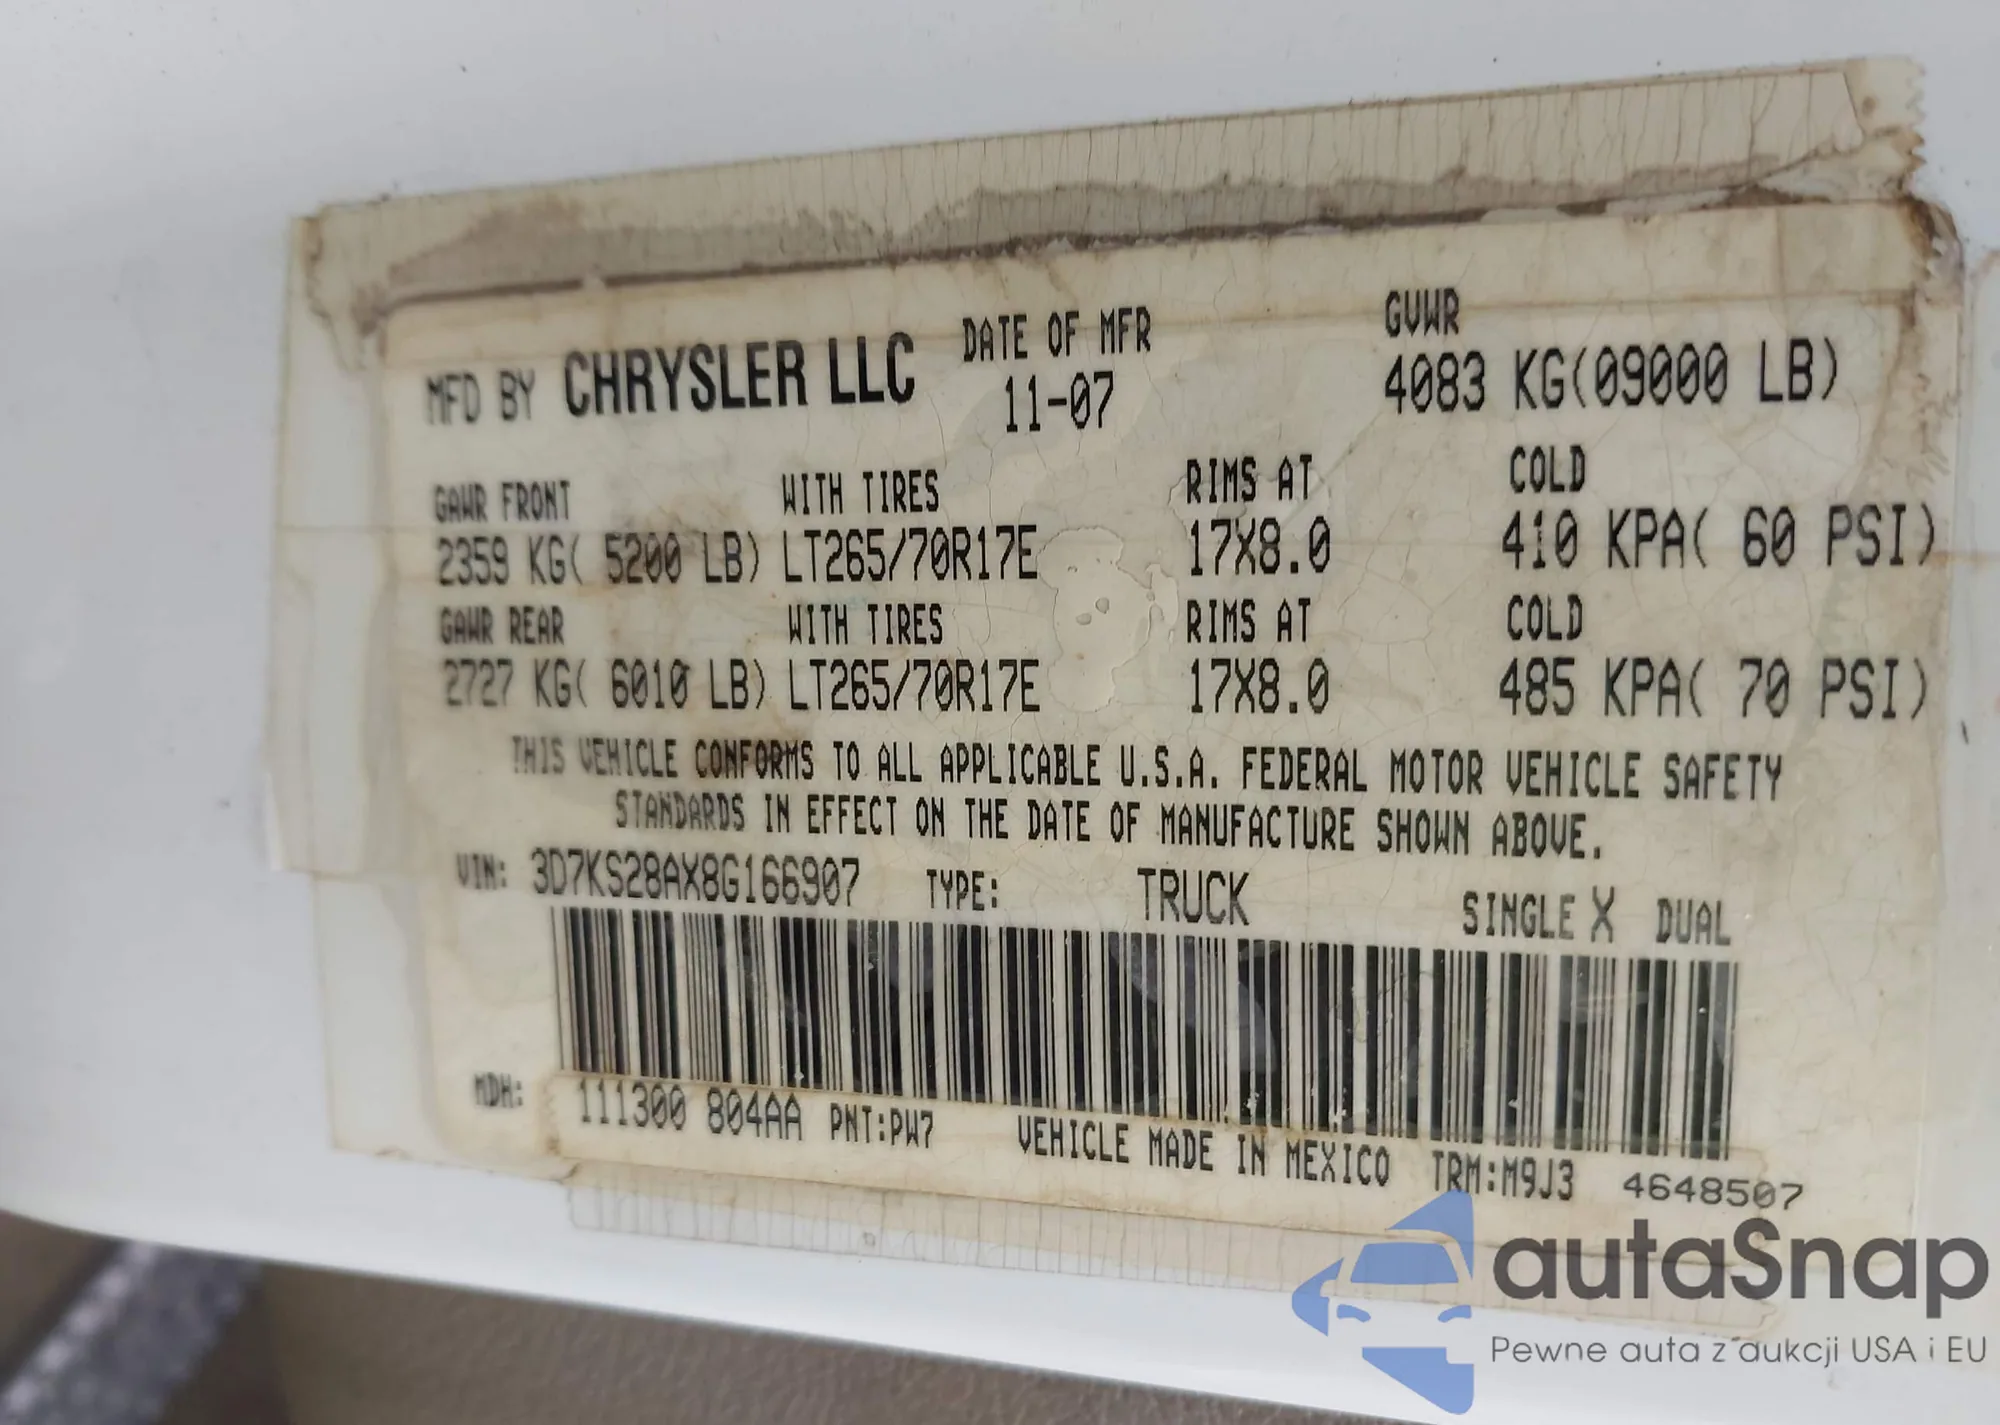 MFD BY CHRYSLER LLC DATE OF MFR 11-07 GVWR 4083 KG(09000 LB)
GAWR FRONT WITH TIRES RIMS AT COLD
2359 KG( 5200 LB) LT265/70R17E 17X8.0 410 KPA( 60 PSI)
GAWR REAR WITH TIRES RIMS AT COLD
2727 KG( 6010 LB) LT265/70R17E 17X8.0 485 KPA( 70 PSI)
THIS VEHICLE CONFORMS TO ALL APPLICABLE U.S.A. FEDERAL MOTOR VEHICLE SAFETY
STANDARDS IN EFFECT ON THE DATE OF MANUFACTURE SHOWN ABOVE.
VIN: 3D7KS28AX8G166907 TYPE: TRUCK SINGLE X DUAL
MDH: 111300 804AA PNT:PW7 VEHICLE MADE IN MEXICO TRM:M9J3 4648507
autaSnap
Pewne auta z aukcji USA i EU